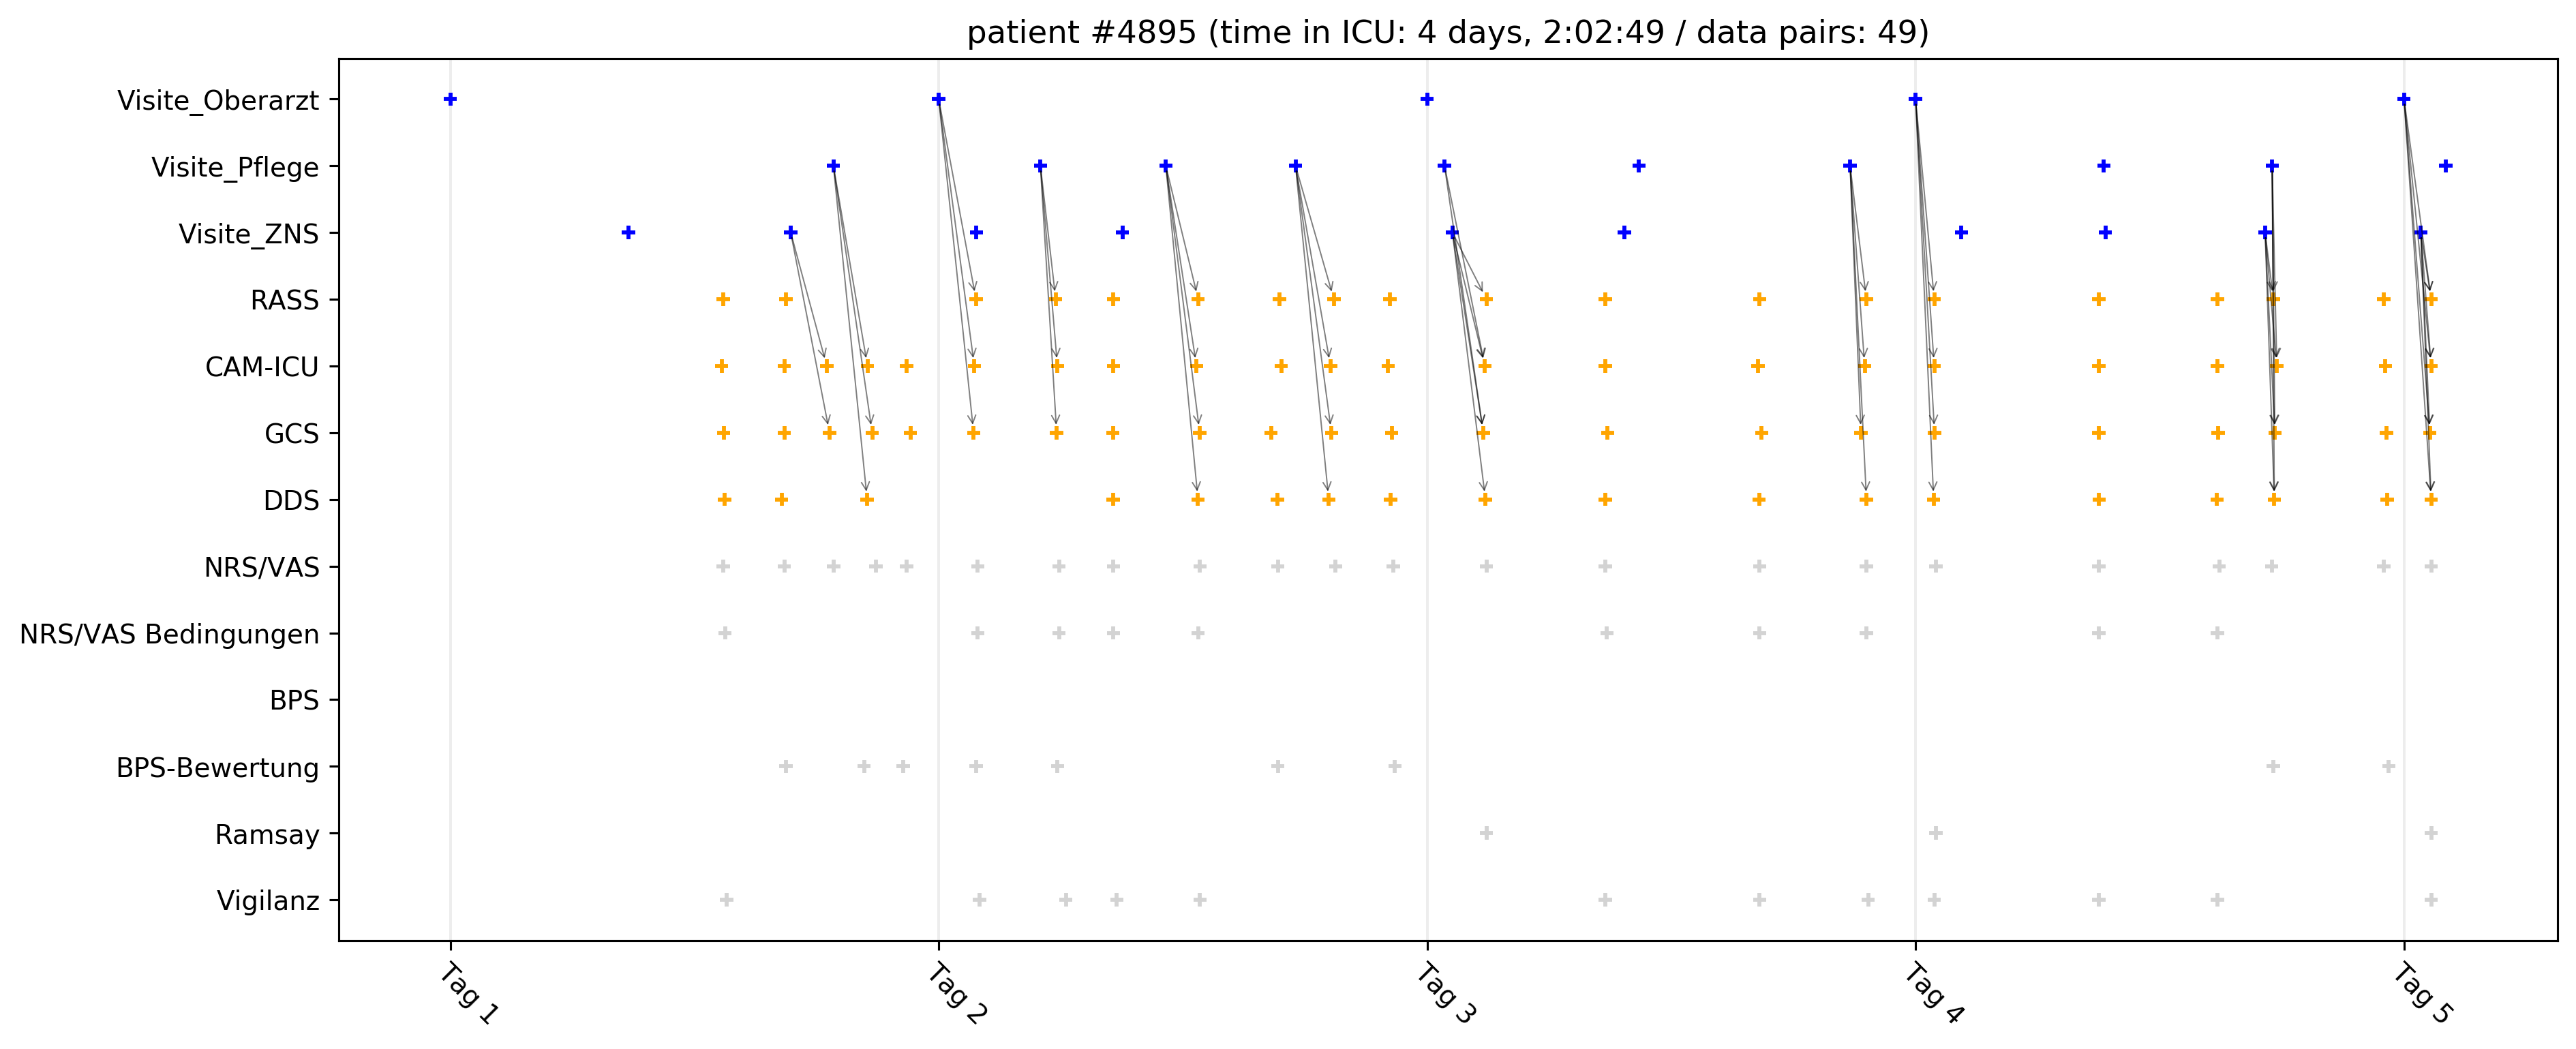 patient #4895 (time in ICU: 4 days, 2:02:49 / data pairs: 49)
Visite_Oberarzt
Visite_Pflege
Visite_ZNS
RASS
CAM-ICU
GCS
DDS
NRS/VAS
NRS/VAS Bedingungen
BPS
BPS-Bewertung
Ramsay
Vigilanz
Tag 1
Tag 2
Tag 3
Tag 4
Tag 5